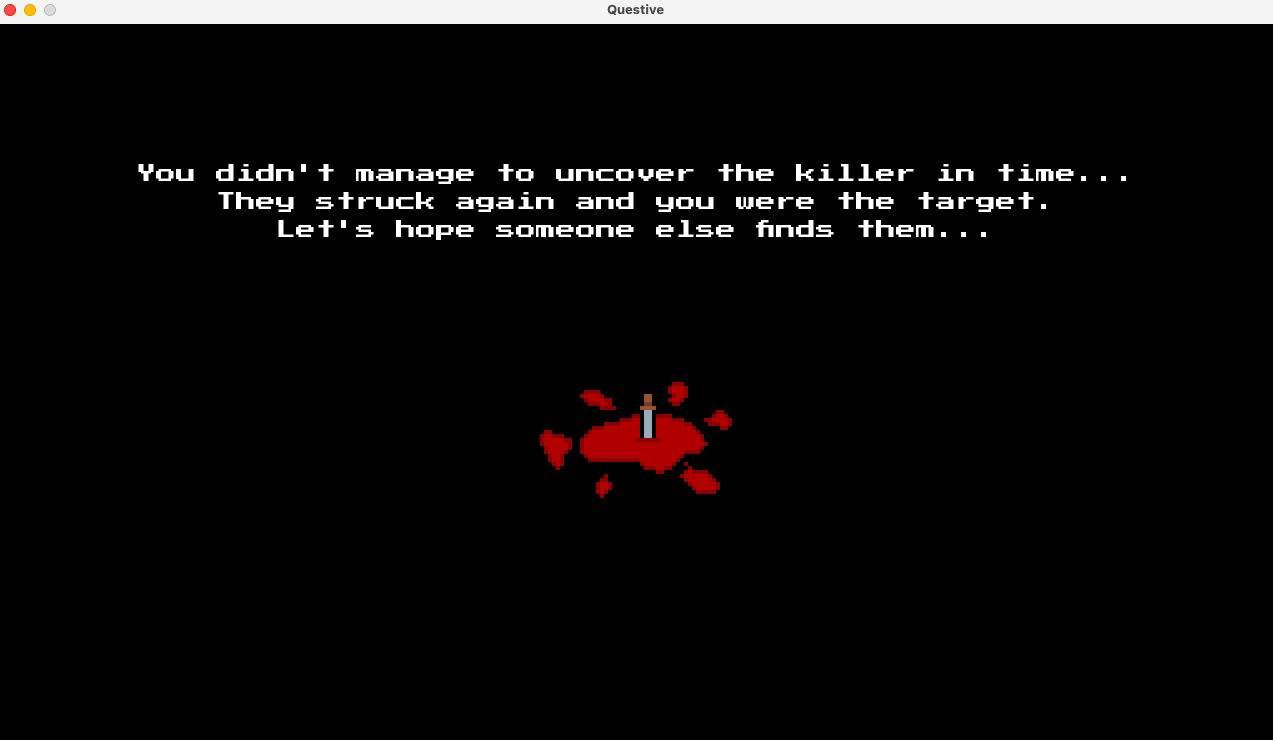 Questive
You didn't manage to uncover the killer in time...
They struck again and you were the target.
Let's hope someone else finds them...